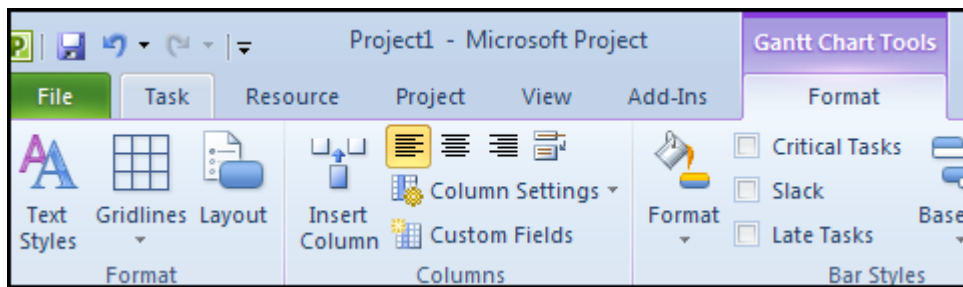 Project1 - Microsoft Project
Gantt Chart Tools
File Task Resource Project View Add-Ins Format
Text Styles
Gridlines
Layout
Format
Insert Column
Column Settings
Custom Fields
Columns
Format
Critical Tasks
Slack
Late Tasks
Base
Bar Styles